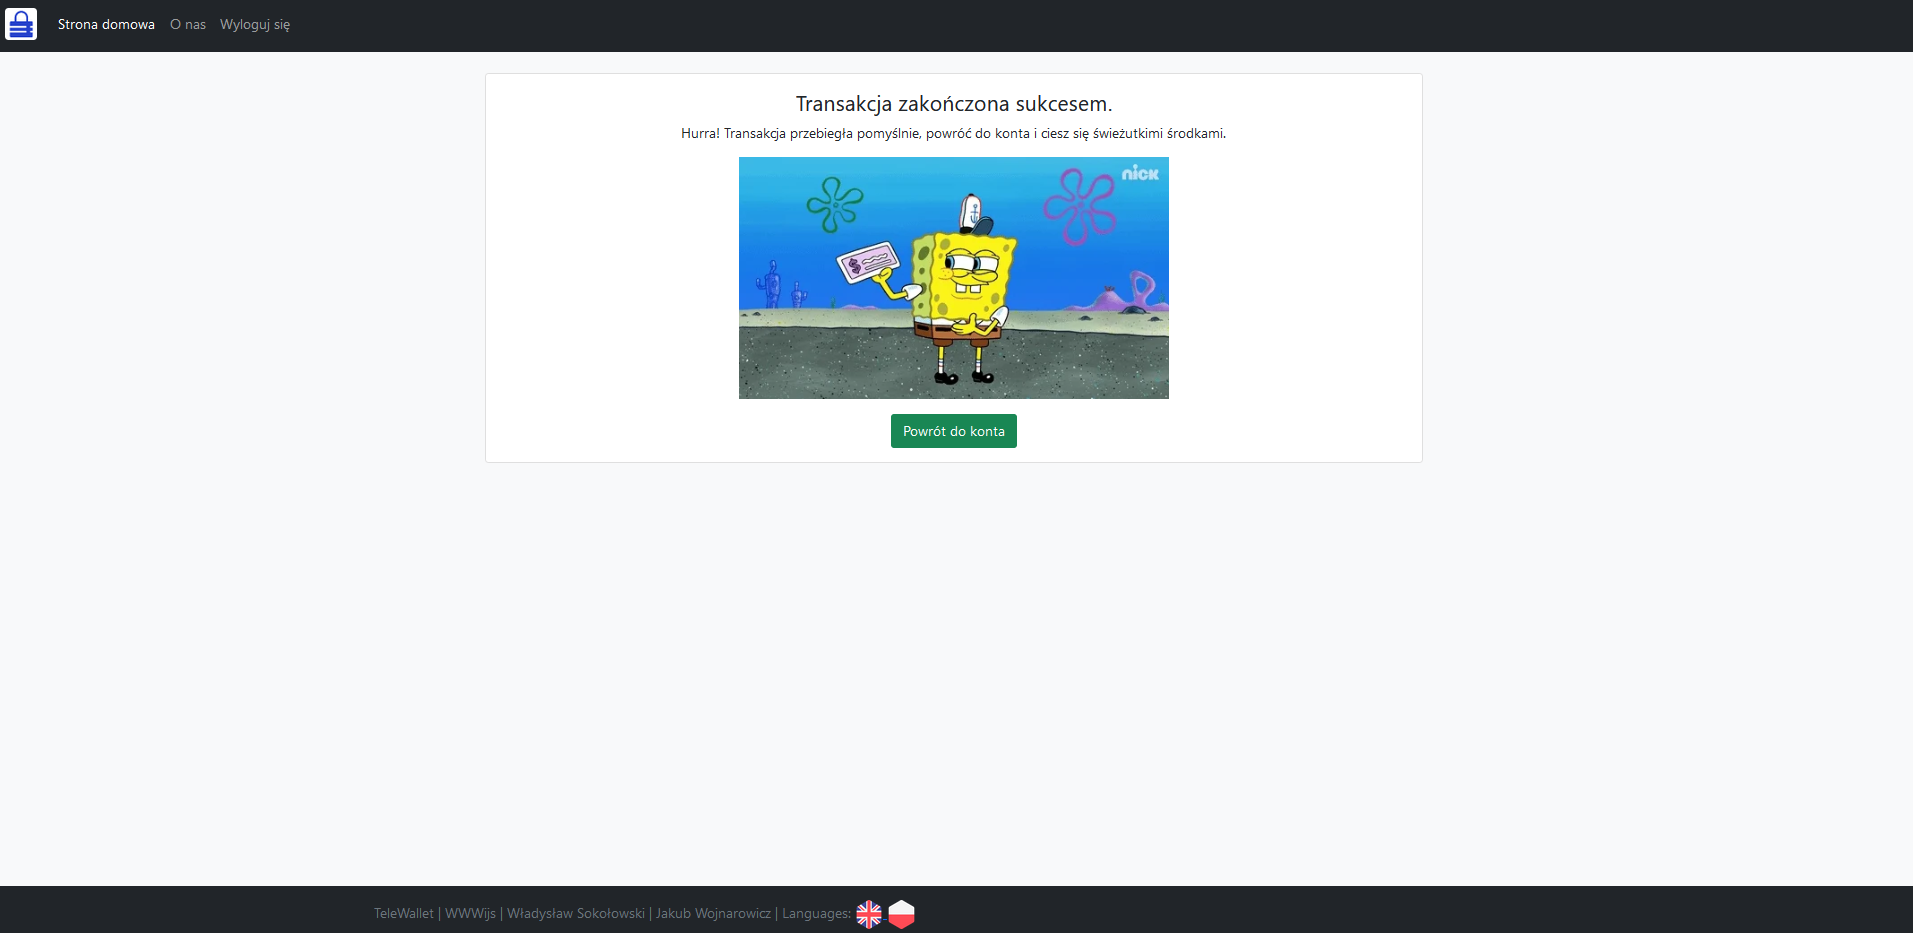 Strona domowa O nas Wyloguj się
Transakcja zakończona sukcesem.
Hurra! Transakcja przebiegła pomyślnie, powróć do konta i ciesz się świeżutkimi środkami.
nick
$
Powrót do konta
TeleWallet | WWWijs | Władysław Sokołowski | Jakub Wojnarowicz | Languages: